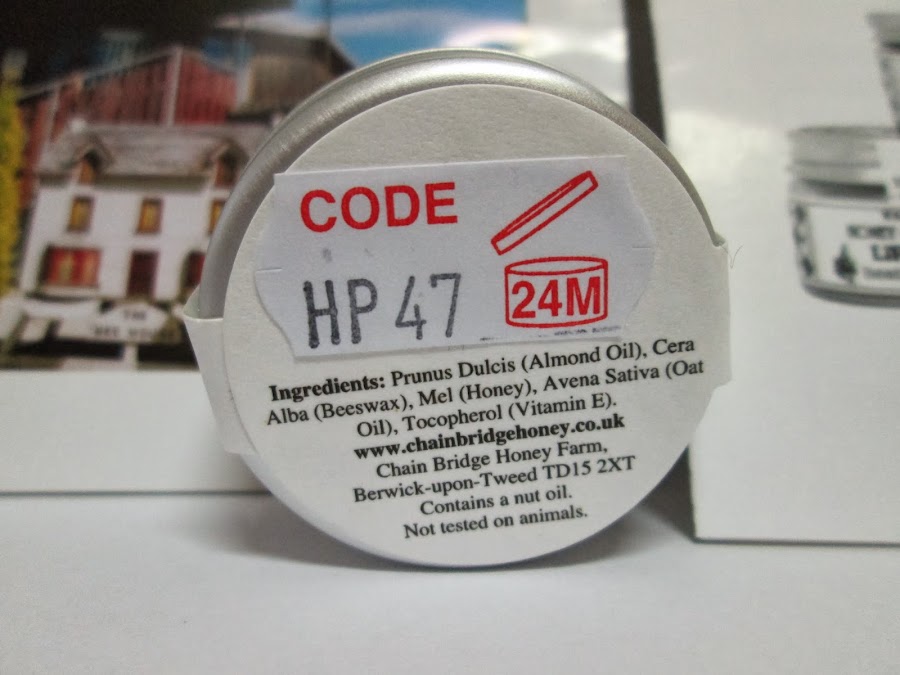 CODE
HP 47
24M
Ingredients: Prunus Dulcis (Almond Oil), Cera
Alba (Beeswax), Mel (Honey), Avena Sativa (Oat
Oil), Tocopherol (Vitamin E).
www.chainbridgehoney.co.uk
Chain Bridge Honey Farm,
Berwick-upon-Tweed TD15 2XT
Contains a nut oil.
Not tested on animals.